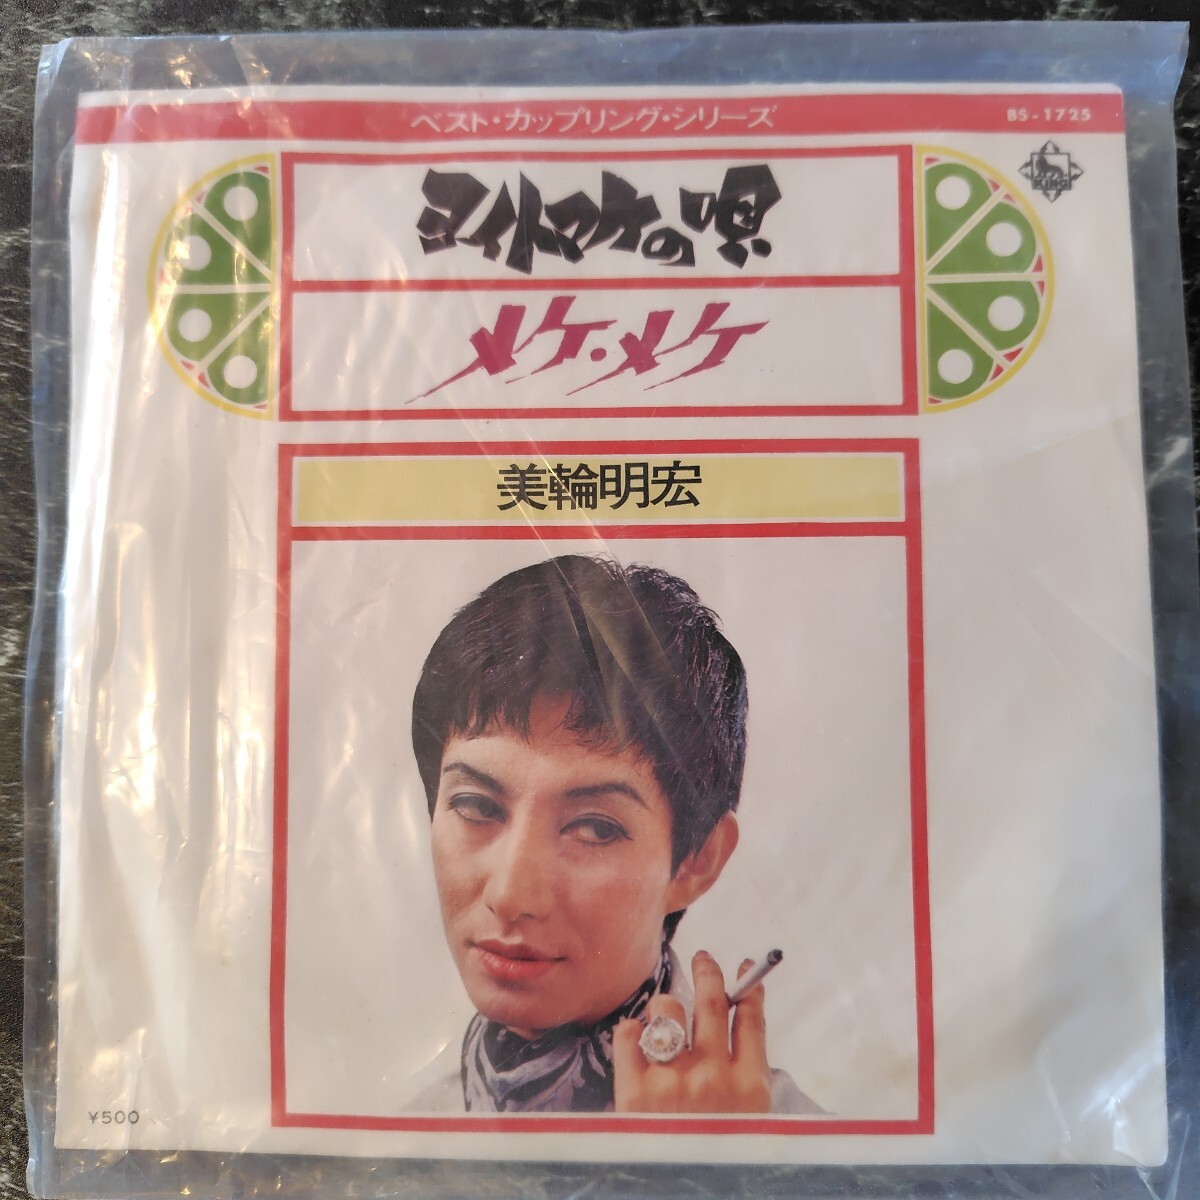 ベスト・カップリング・シリーズ
BS-1725
KING
ヨイトマケの唄
メケ・メケ
美輪明宏
¥500